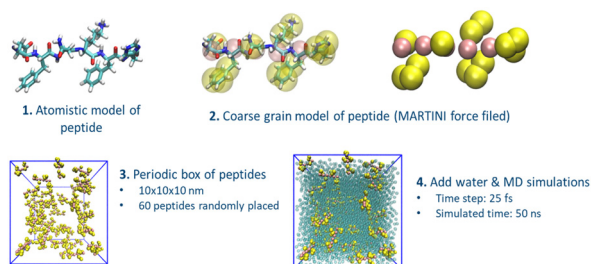 1. Atomistic model of
peptide
2. Coarse grain model of peptide (MARTINI force filed)
3. Periodic box of peptides
• 10x10x10 nm
• 60 peptides randomly placed
4. Add water & MD simulations
• Time step: 25 fs
• Simulated time: 50 ns